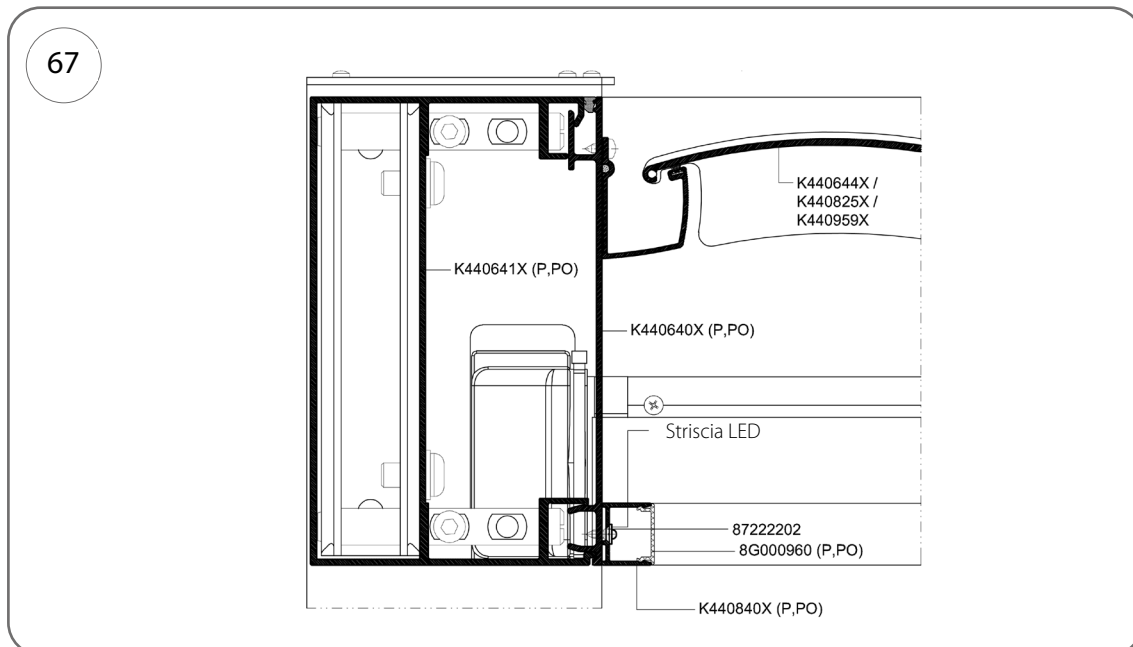 67
K440644X /
K440825X /
K440959X
K440641X (P,PO)
K440640X (P,PO)
Striscia LED
87222202
8G000960 (P,PO)
K440840X (P,PO)